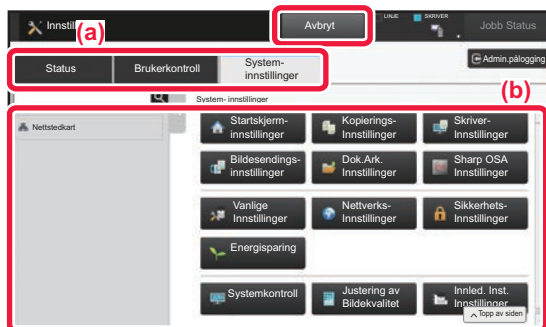 Innstil
Avbryt
LINJE
SKRIVER
Jobb Status
(a)
Status
Brukerkontroll
System-
innstillinger
Admin.pålogging
(b)
System- innstillinger
Nettstedkart
Startskjerm-
innstillinger
Kopierings-
Innstillinger
Skriver-
Innstillinger
Bildesendings-
innstillinger
Dok.Ark.
Innstillinger
Sharp OSA
Innstillinger
Vanlige
Innstillinger
Nettverks-
Innstillinger
Sikkerhets-
Innstillinger
Energisparing
Systemkontroll
Justering av
Bildekvalitet
Innled. Inst.
Innstillinger
Topp av siden